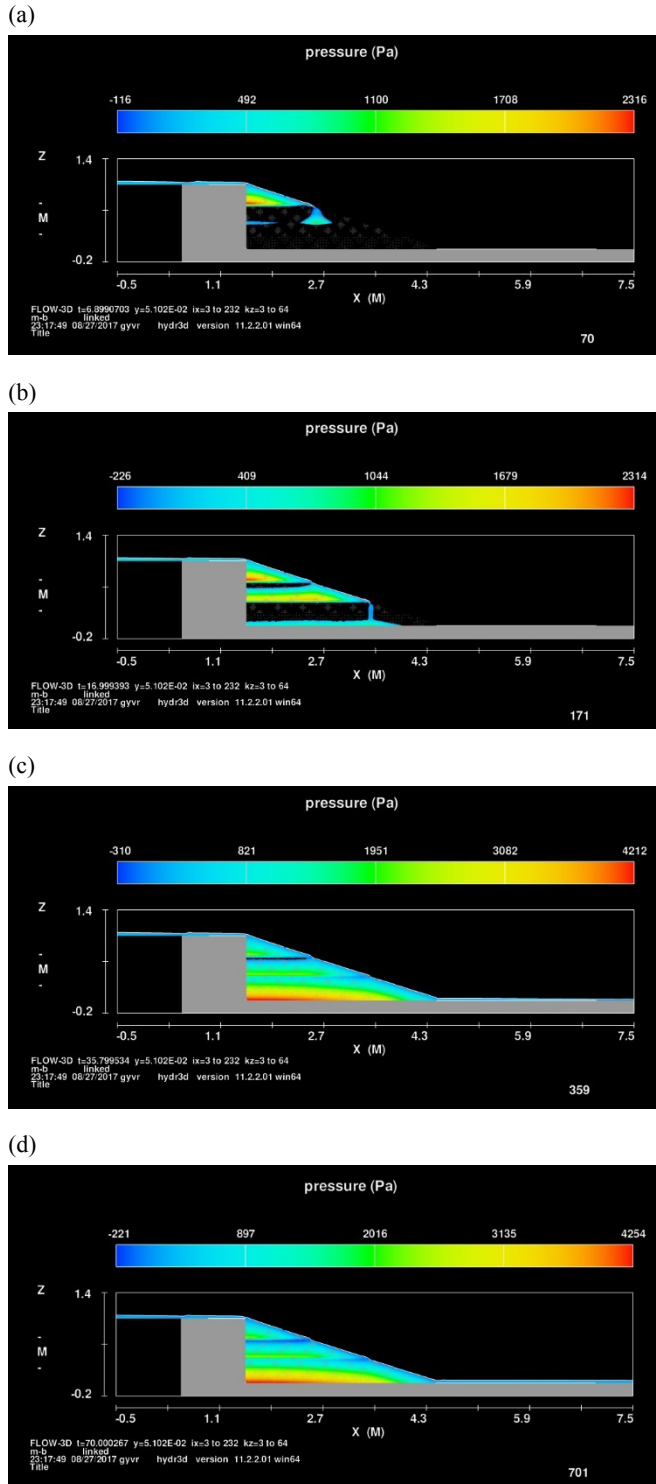 (a)
pressure (Pa)
-116 492 1100 1708 2316
Z 1.4
-
M
-
-0.2
-0.5 1.1 2.7 4.3 5.9 7.5
X (M)
FLOW-3D t=6.8990703 y=5.102E-02 ix=3 to 232 kz=3 to 64
m-b linked
23:17:49 08/27/2017 gyvr hydr3d version 11.2.2.01 win64
Title
70
(b)
pressure (Pa)
-226 409 1044 1679 2314
Z 1.4
-
M
-
-0.2
-0.5 1.1 2.7 4.3 5.9 7.5
X (M)
FLOW-3D t=16.999393 y=5.102E-02 ix=3 to 232 kz=3 to 64
m-b linked
23:17:49 08/27/2017 gyvr hydr3d version 11.2.2.01 win64
Title
171
(c)
pressure (Pa)
-310 821 1951 3082 4212
Z 1.4
-
M
-
-0.2
-0.5 1.1 2.7 4.3 5.9 7.5
X (M)
FLOW-3D t=35.799534 y=5.102E-02 ix=3 to 232 kz=3 to 64
m-b linked
23:17:49 08/27/2017 gyvr hydr3d version 11.2.2.01 win64
Title
359
(d)
pressure (Pa)
-221 897 2016 3135 4254
Z 1.4
-
M
-
-0.2
-0.5 1.1 2.7 4.3 5.9 7.5
X (M)
FLOW-3D t=70.000267 y=5.102E-02 ix=3 to 232 kz=3 to 64
m-b linked
23:17:49 08/27/2017 gyvr hydr3d version 11.2.2.01 win64
Title
701